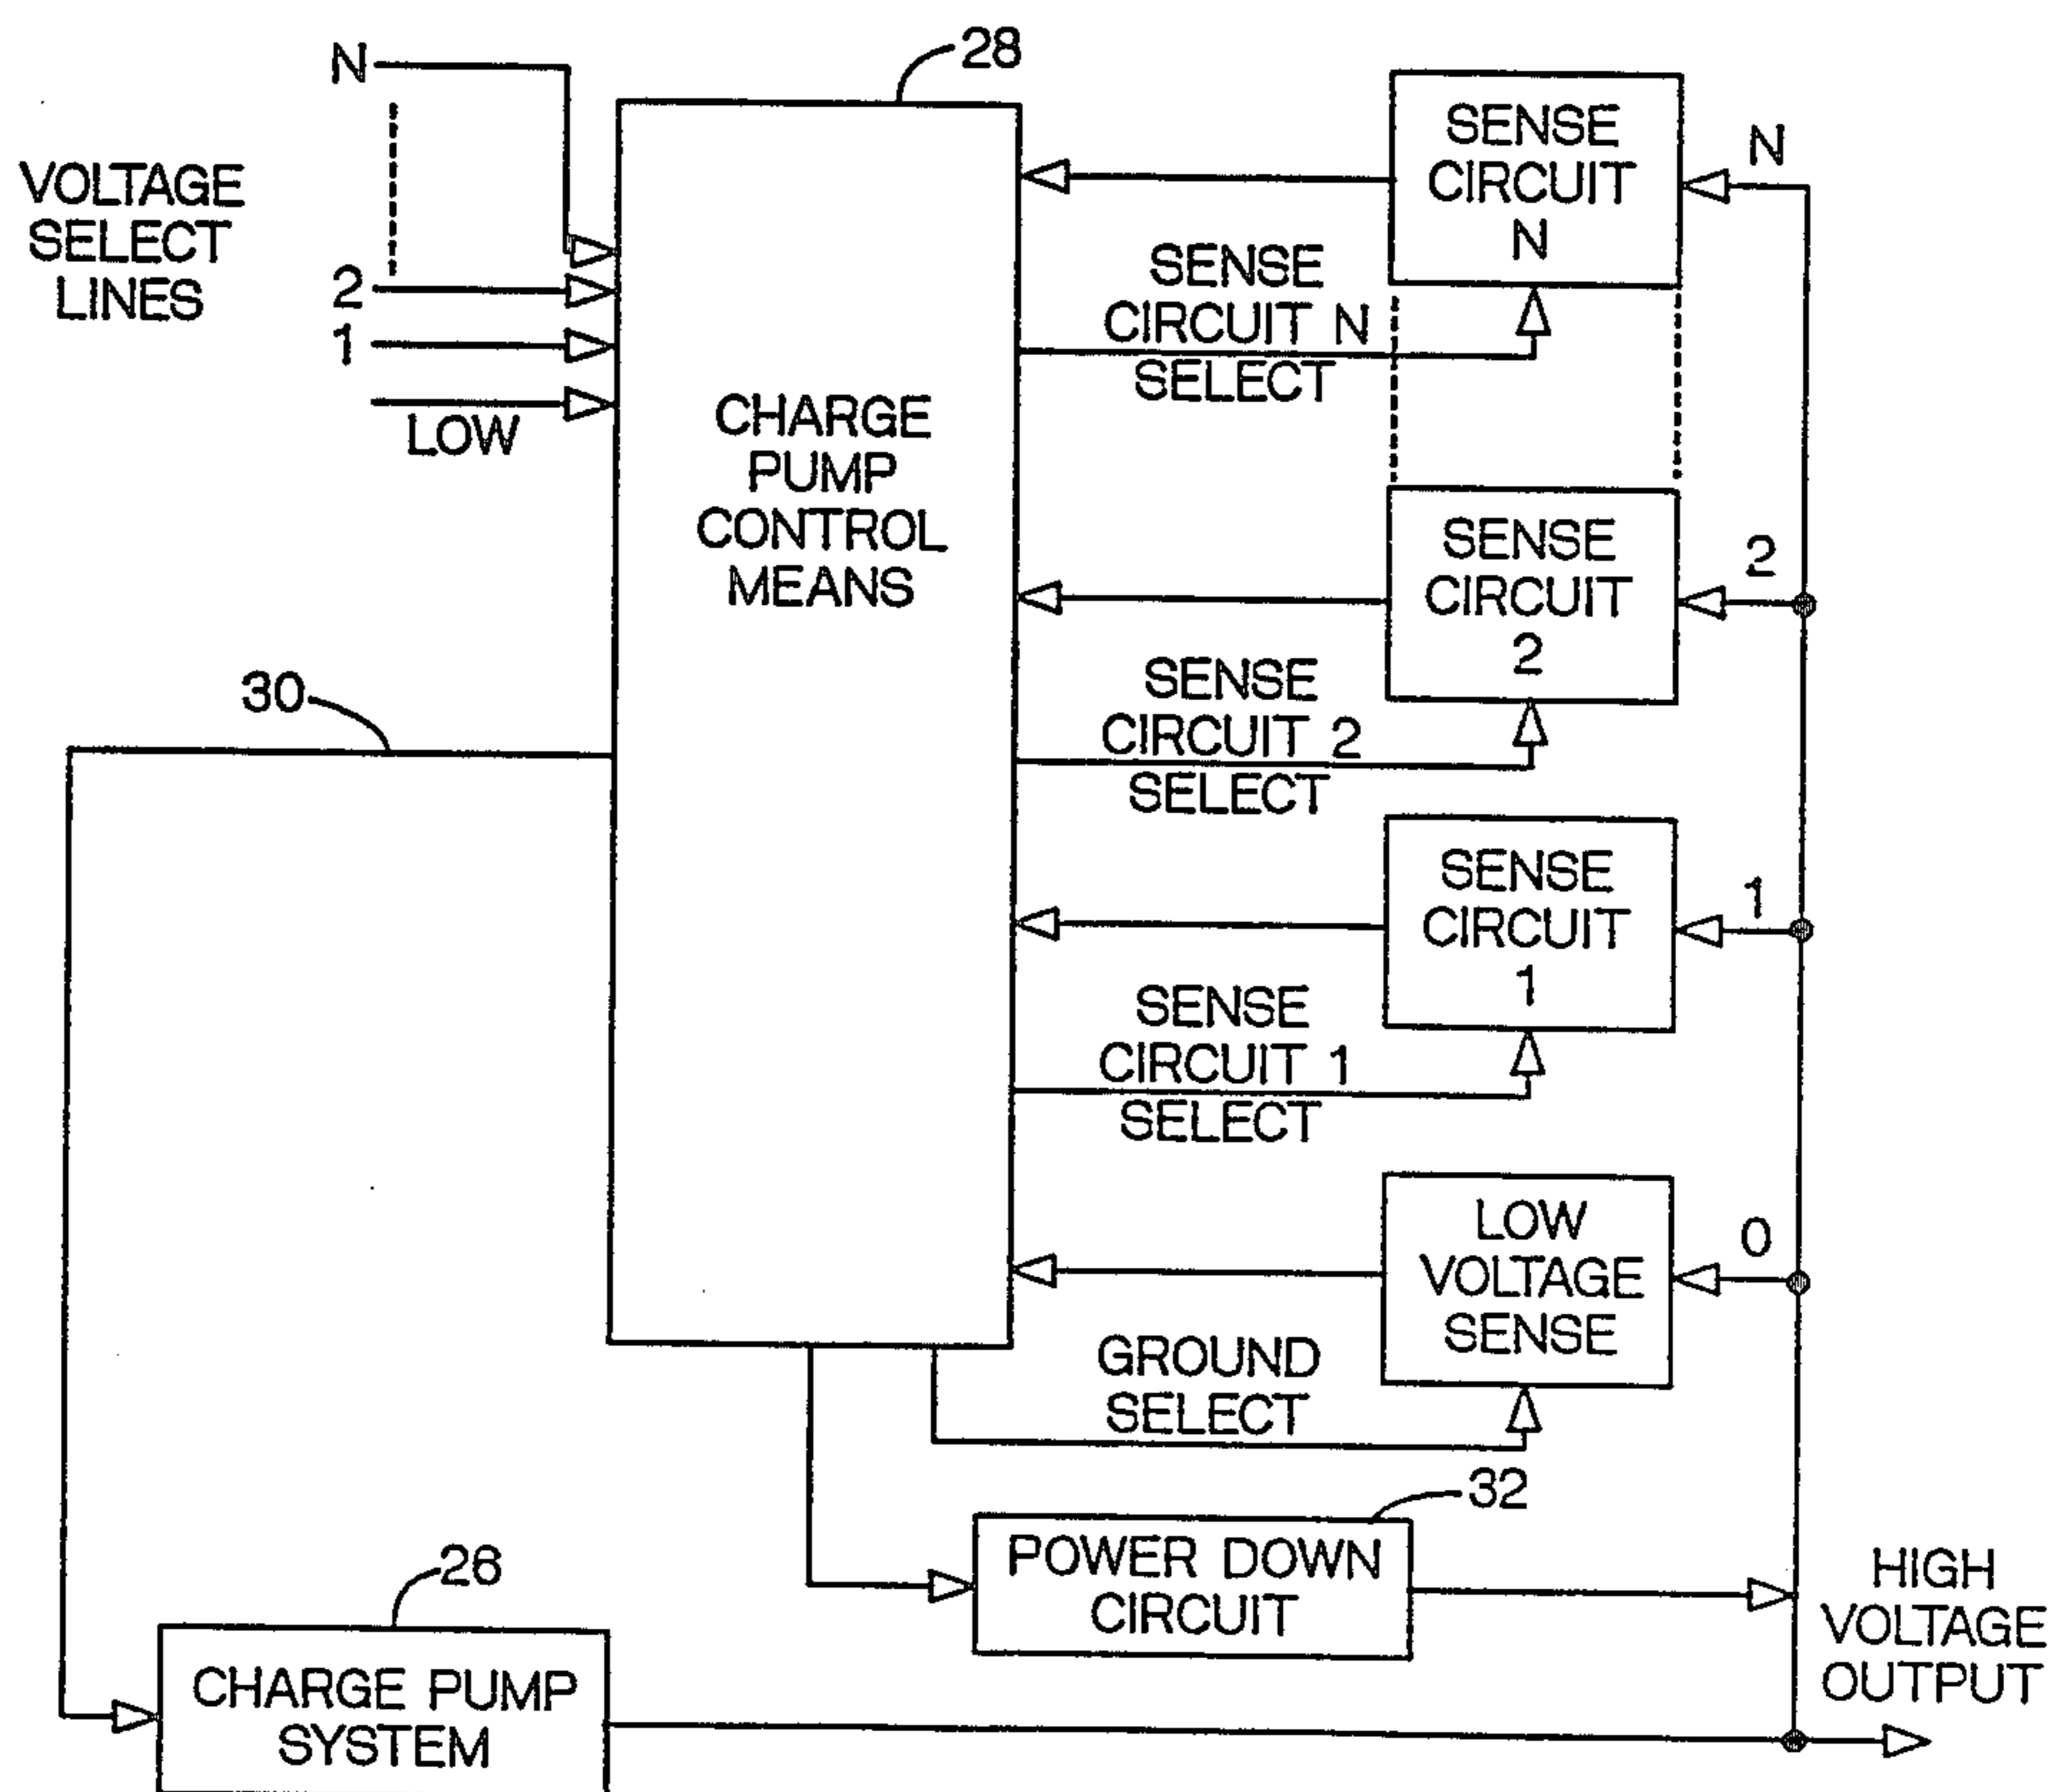 N
28
VOLTAGE
SELECT
LINES
2
1
LOW
CHARGE
PUMP
CONTROL
MEANS
SENSE
CIRCUIT
N
N
SENSE
CIRCUIT N
SELECT
SENSE
CIRCUIT
2
2
SENSE
CIRCUIT 2
SELECT
30
SENSE
CIRCUIT
1
1
SENSE
CIRCUIT 1
SELECT
LOW
VOLTAGE
SENSE
0
GROUND
SELECT
32
POWER DOWN
CIRCUIT
26
CHARGE PUMP
SYSTEM
HIGH
VOLTAGE
OUTPUT